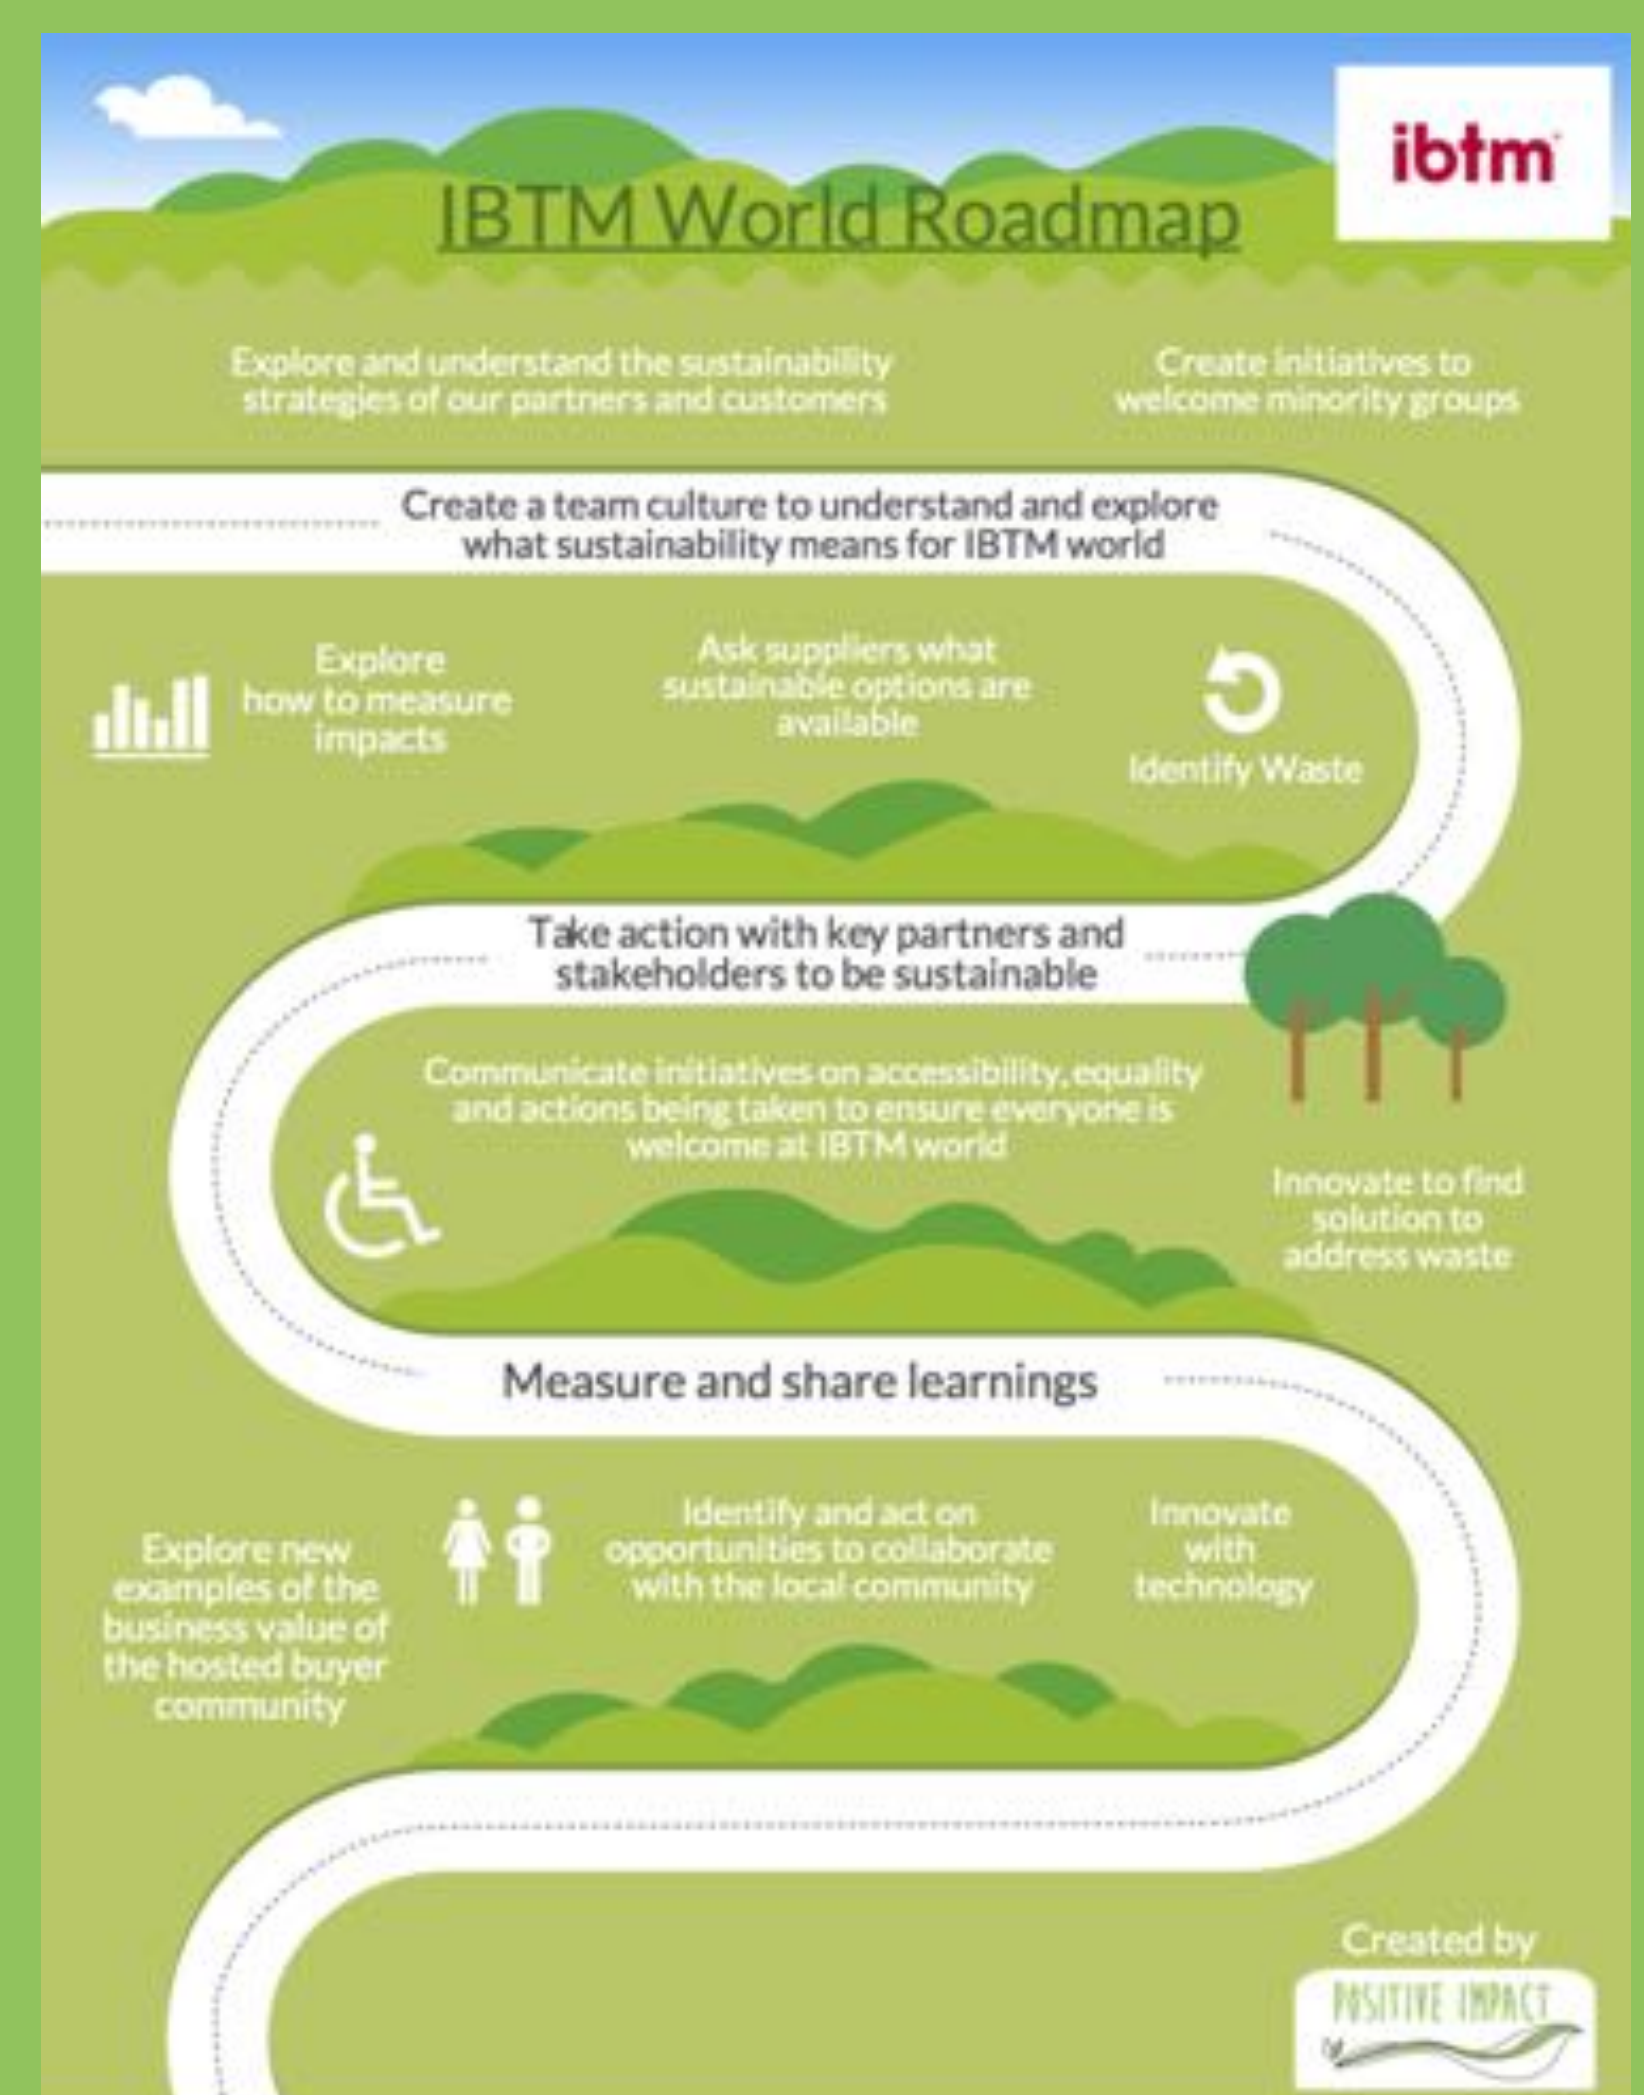 ibtm
IBTM World Roadmap
Explore and understand the sustainability
strategies of our partners and customers
Create initiatives to
welcome minority groups
Create a team culture to understand and explore
what sustainability means for IBTM world
Explore
how to measure
impacts
Ask suppliers what
sustainable options are
available
Identify Waste
Take action with key partners and
stakeholders to be sustainable
Communicate initiatives on accessibility, equality
and actions being taken to ensure everyone is
welcome at IBTM world
Innovate to find
solution to
address waste
Measure and share learnings
Explore new
examples of the
business value of
the hosted buyer
community
Identify and act on
opportunities to collaborate
with the local community
Innovate
with
technology
Created by
POSITIVE IMPACT